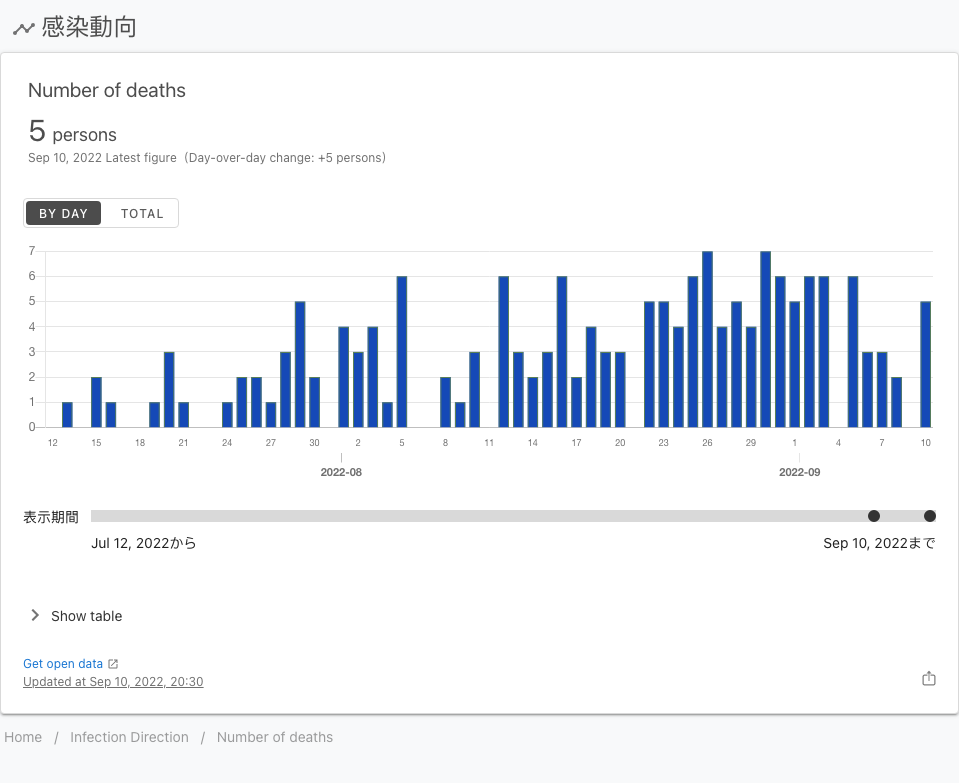 感染動向
Number of deaths
5 persons
Sep 10, 2022 Latest figure (Day-over-day change: +5 persons)
BY DAY TOTAL
7
6
5
4
3
2
1
0
12 15 18 21 24 27 30 2 5 8 11 14 17 20 23 26 29 1 4 7 10
2022-08 2022-09
表示期間
Jul 12, 2022から Sep 10, 2022まで
Show table
Get open data
Updated at Sep 10, 2022, 20:30
Home / Infection Direction / Number of deaths